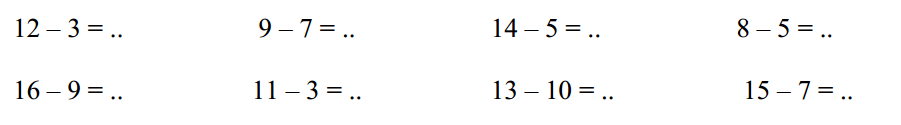 12 – 3 = .. 9 – 7 = .. 14 – 5 = .. 8 – 5 = ..
16 – 9 = .. 11 – 3 = .. 13 – 10 = .. 15 – 7 = ..